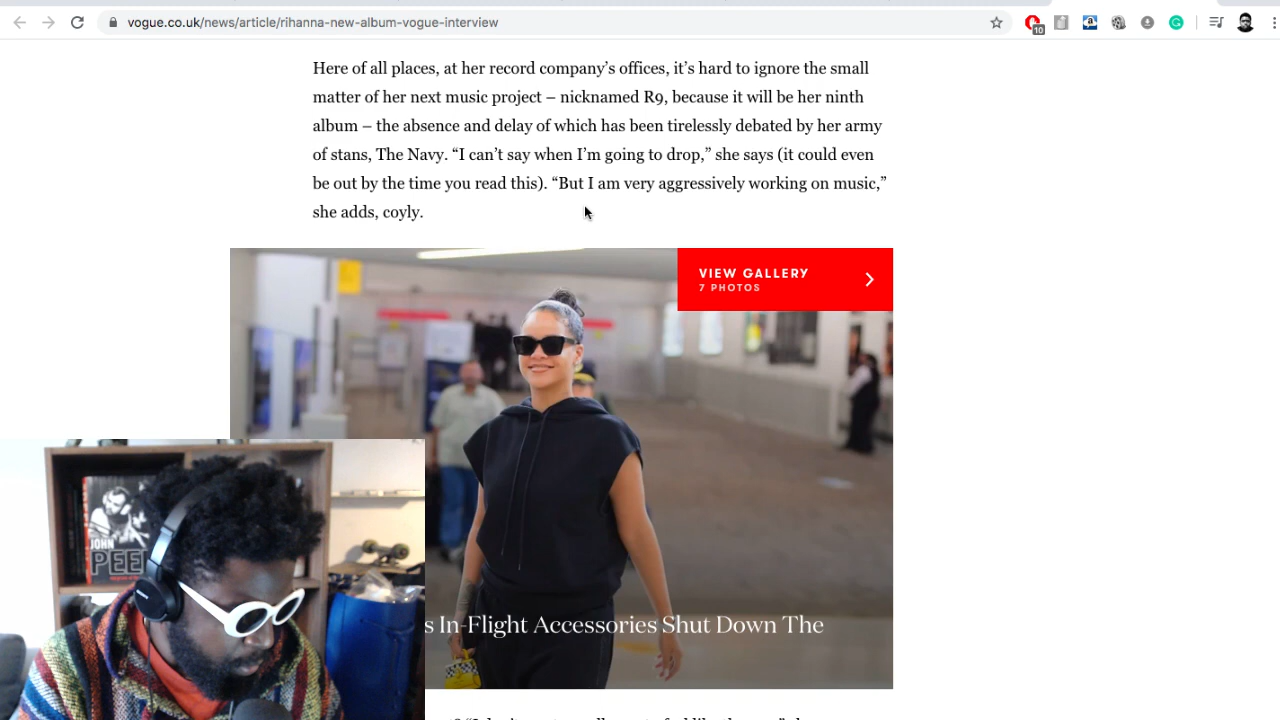 vogue.co.uk/news/article/rihanna-new-album-vogue-interview
10
Here of all places, at her record company’s offices, it’s hard to ignore the small
matter of her next music project – nicknamed R9, because it will be her ninth
album – the absence and delay of which has been tirelessly debated by her army
of stans, The Navy. “I can’t say when I’m going to drop,” she says (it could even
be out by the time you read this). “But I am very aggressively working on music,”
she adds, coyly.
VIEW GALLERY
7 PHOTOS
s In-Flight Accessories Shut Down The
JOHN
PEE